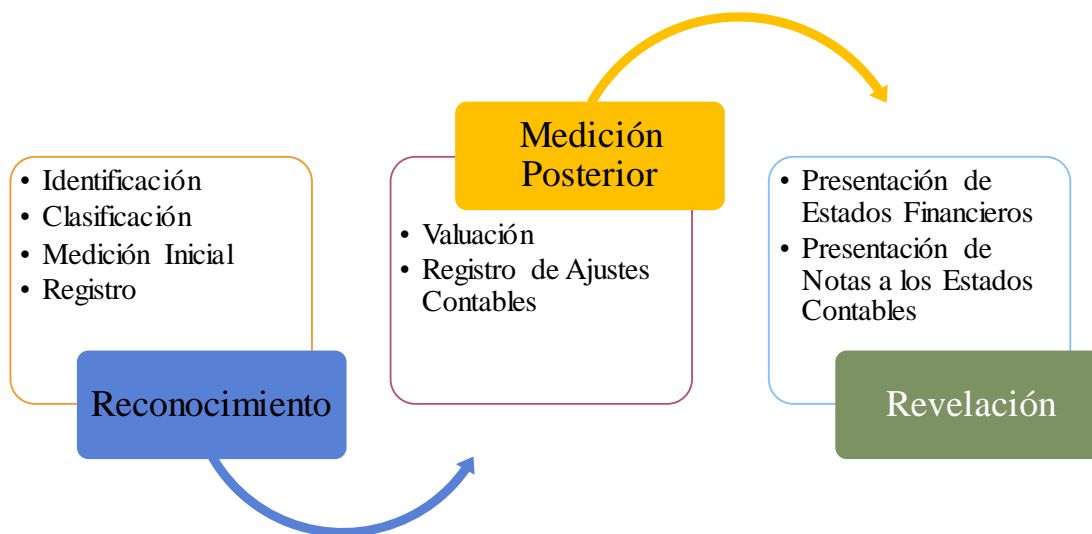 • Identificación
• Clasificación
• Medición Inicial
• Registro
Reconocimiento
Medición
Posterior
• Valuación
• Registro de Ajustes
Contables
• Presentación de
Estados Financieros
• Presentación de
Notas a los Estados
Contables
Revelación